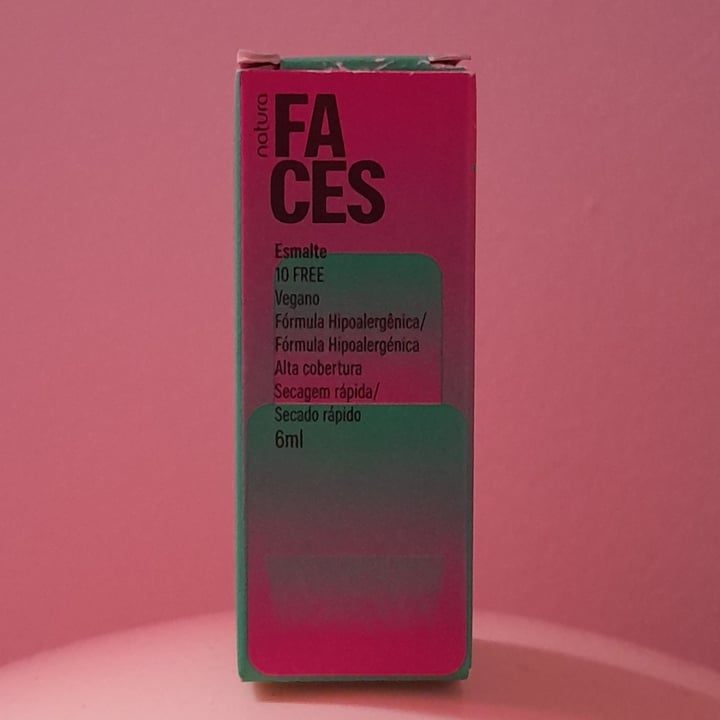 natura
FA
CES
Esmalte
10 FREE
Vegano
Fórmula Hipoalergênica/
Fórmula Hipoalergénica
Alta cobertura
Secagem rápida/
Secado rápido
6ml